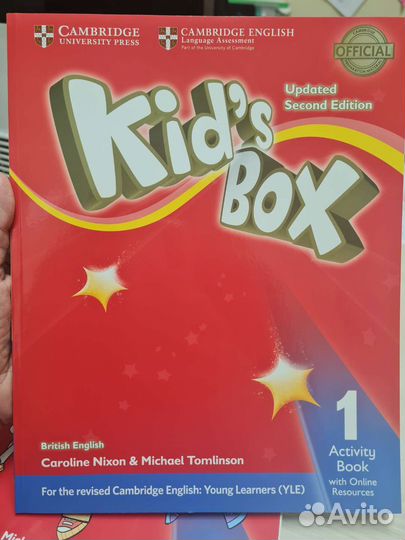 CAMBRIDGE
UNIVERSITY PRESS
CAMBRIDGE ENGLISH
Language Assessment
Part of the University of Cambridge
CAMBRIDGE
OFFICIAL
Updated
Second Edition
Kid's
BOX
British English
Caroline Nixon & Michael Tomlinson
1
Activity
Book
with Online
Resources
For the revised Cambridge English: Young Learners (YLE)
Avito